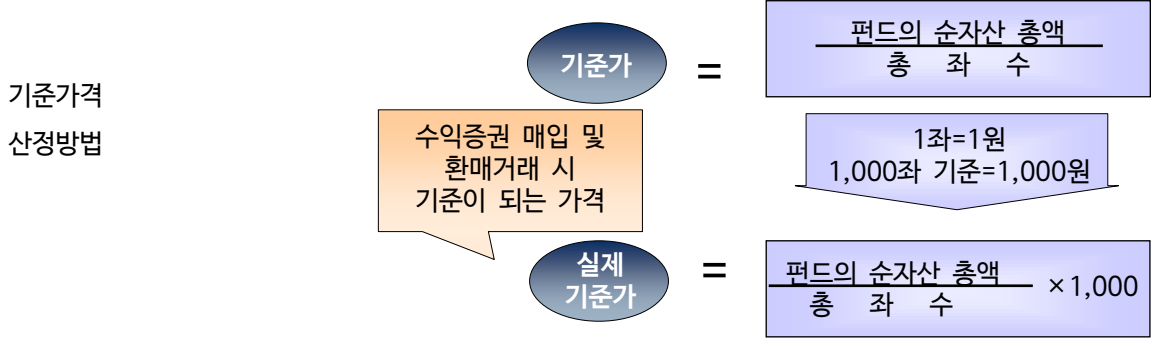 기준가격
산정방법
기준가
=
펀드의 순자산 총액
총 좌 수
수익증권 매입 및
환매거래 시
기준이 되는 가격
1좌=1원
1,000좌 기준=1,000원
실제
기준가
=
펀드의 순자산 총액
총 좌 수
×1,000